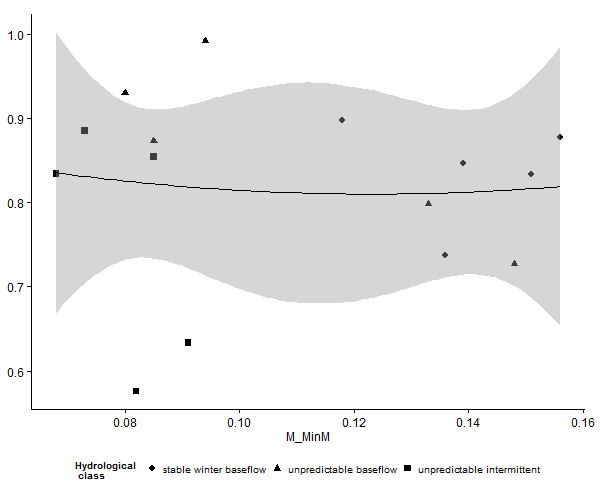 1.0
0.9
0.8
0.7
0.6
0.08 0.10 0.12 0.14 0.16
M_MinM
Hydrological
class
stable winter baseflow unpredictable baseflow unpredictable intermittent